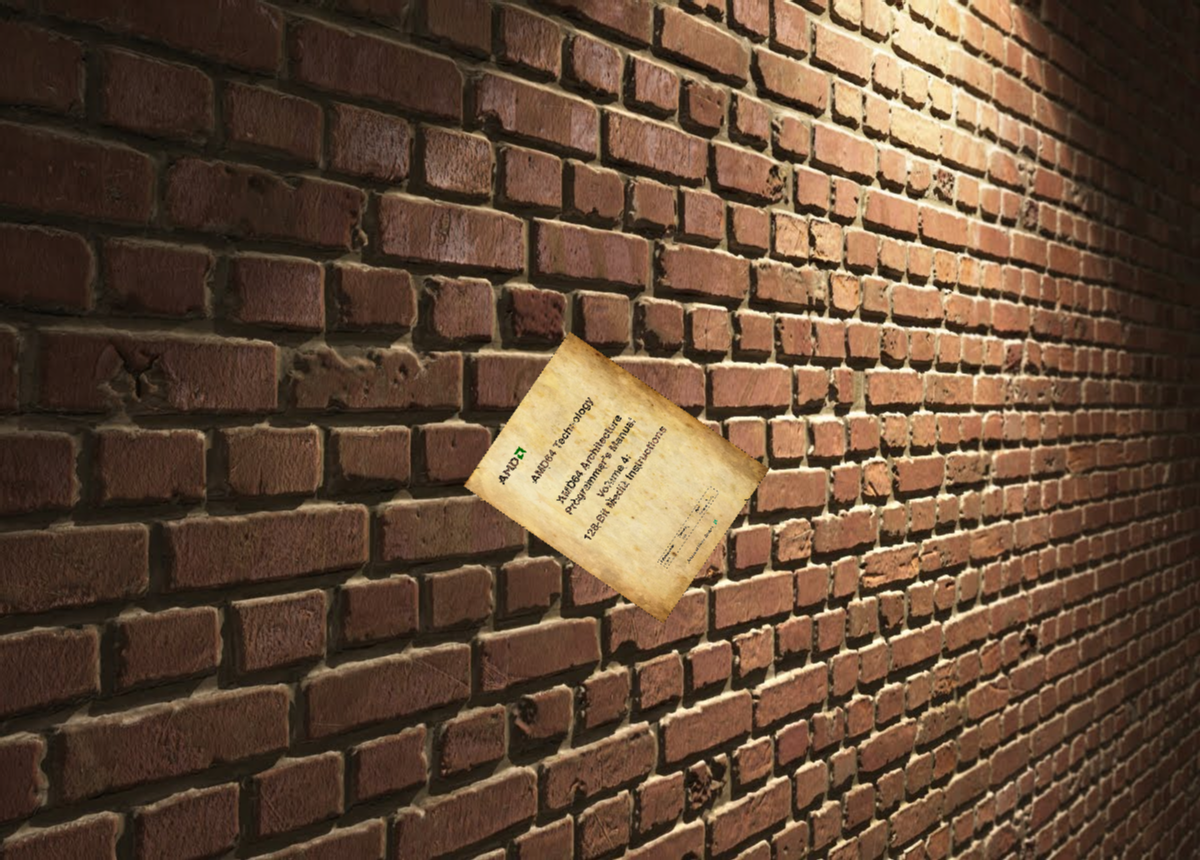 AMD
AMD64 Technology
AMD64 Architecture
Programmer's Manual
Volume 4:
128-Bit Media Instructions